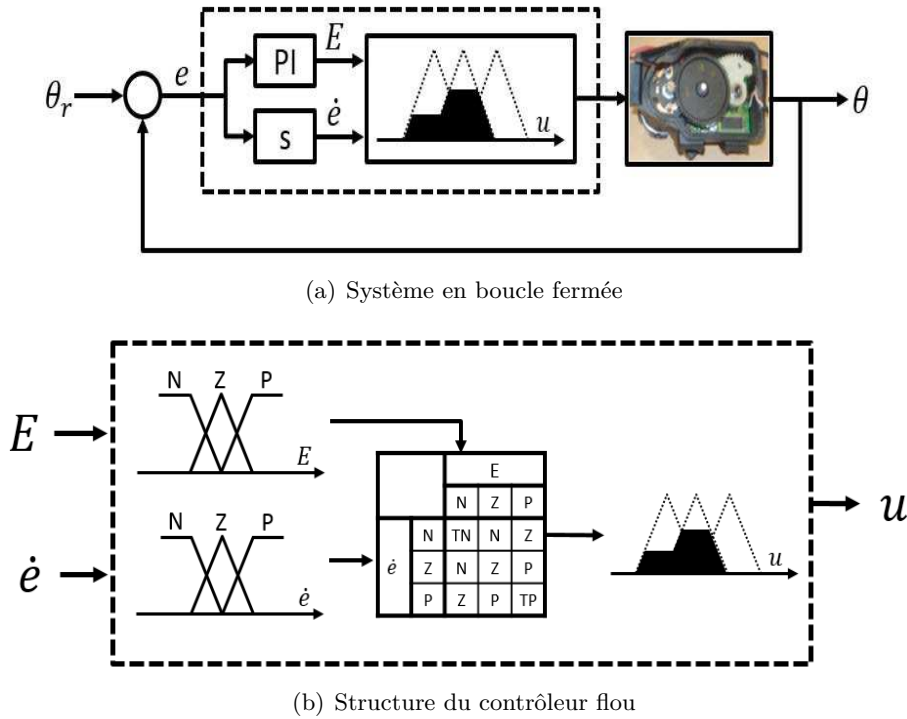 θr e PI E s ė u θ
(a) Système en boucle fermée
N Z P
E
E
E
N Z P
N Z P
N TN N Z
ė Z N Z P
P Z P TP
ė
ė
u
u
(b) Structure du contrôleur flou